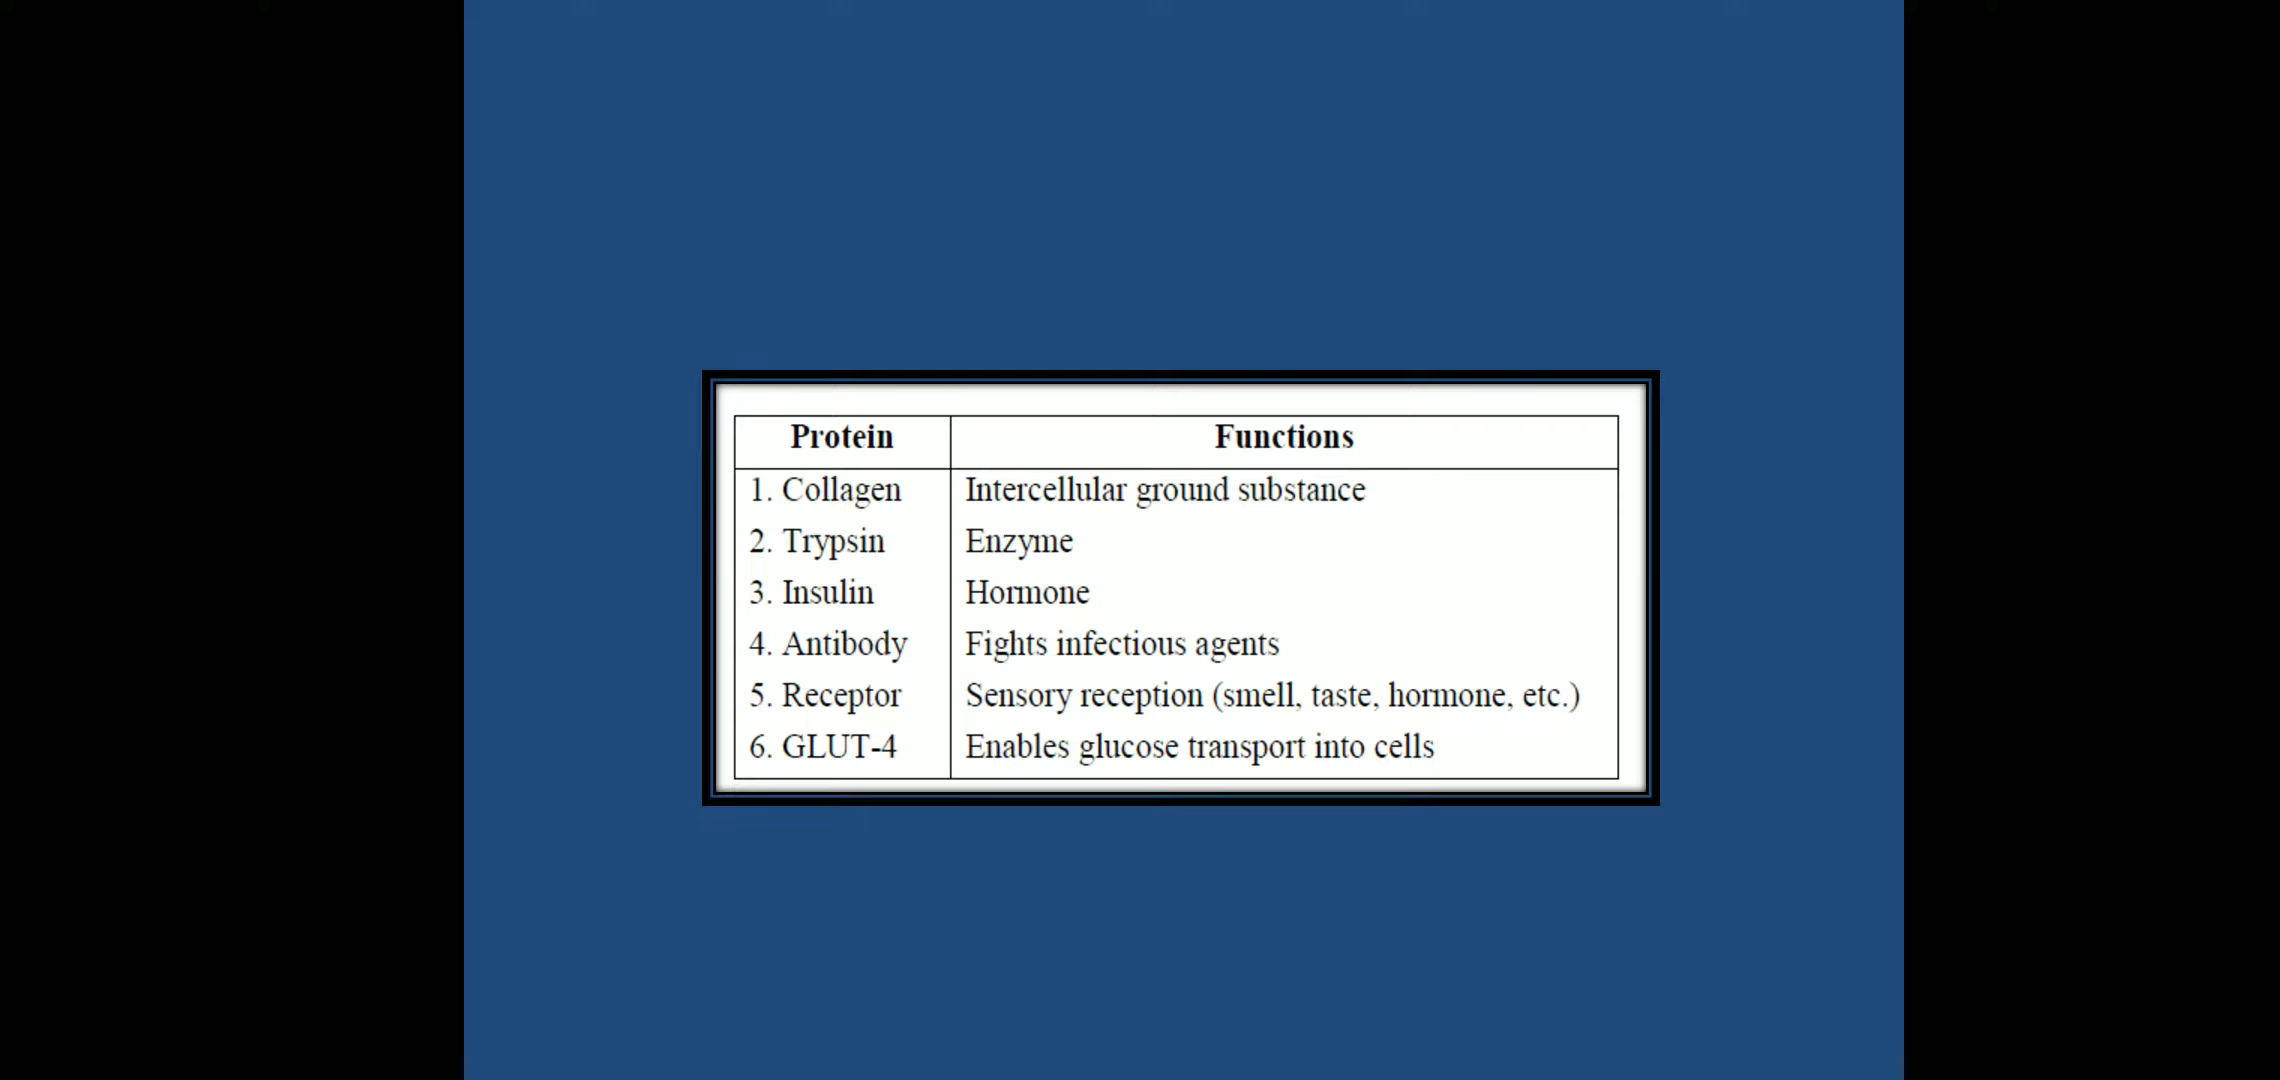 Protein Functions
1. Collagen Intercellular ground substance
2. Trypsin Enzyme
3. Insulin Hormone
4. Antibody Fights infectious agents
5. Receptor Sensory reception (smell, taste, hormone, etc.)
6. GLUT-4 Enables glucose transport into cells